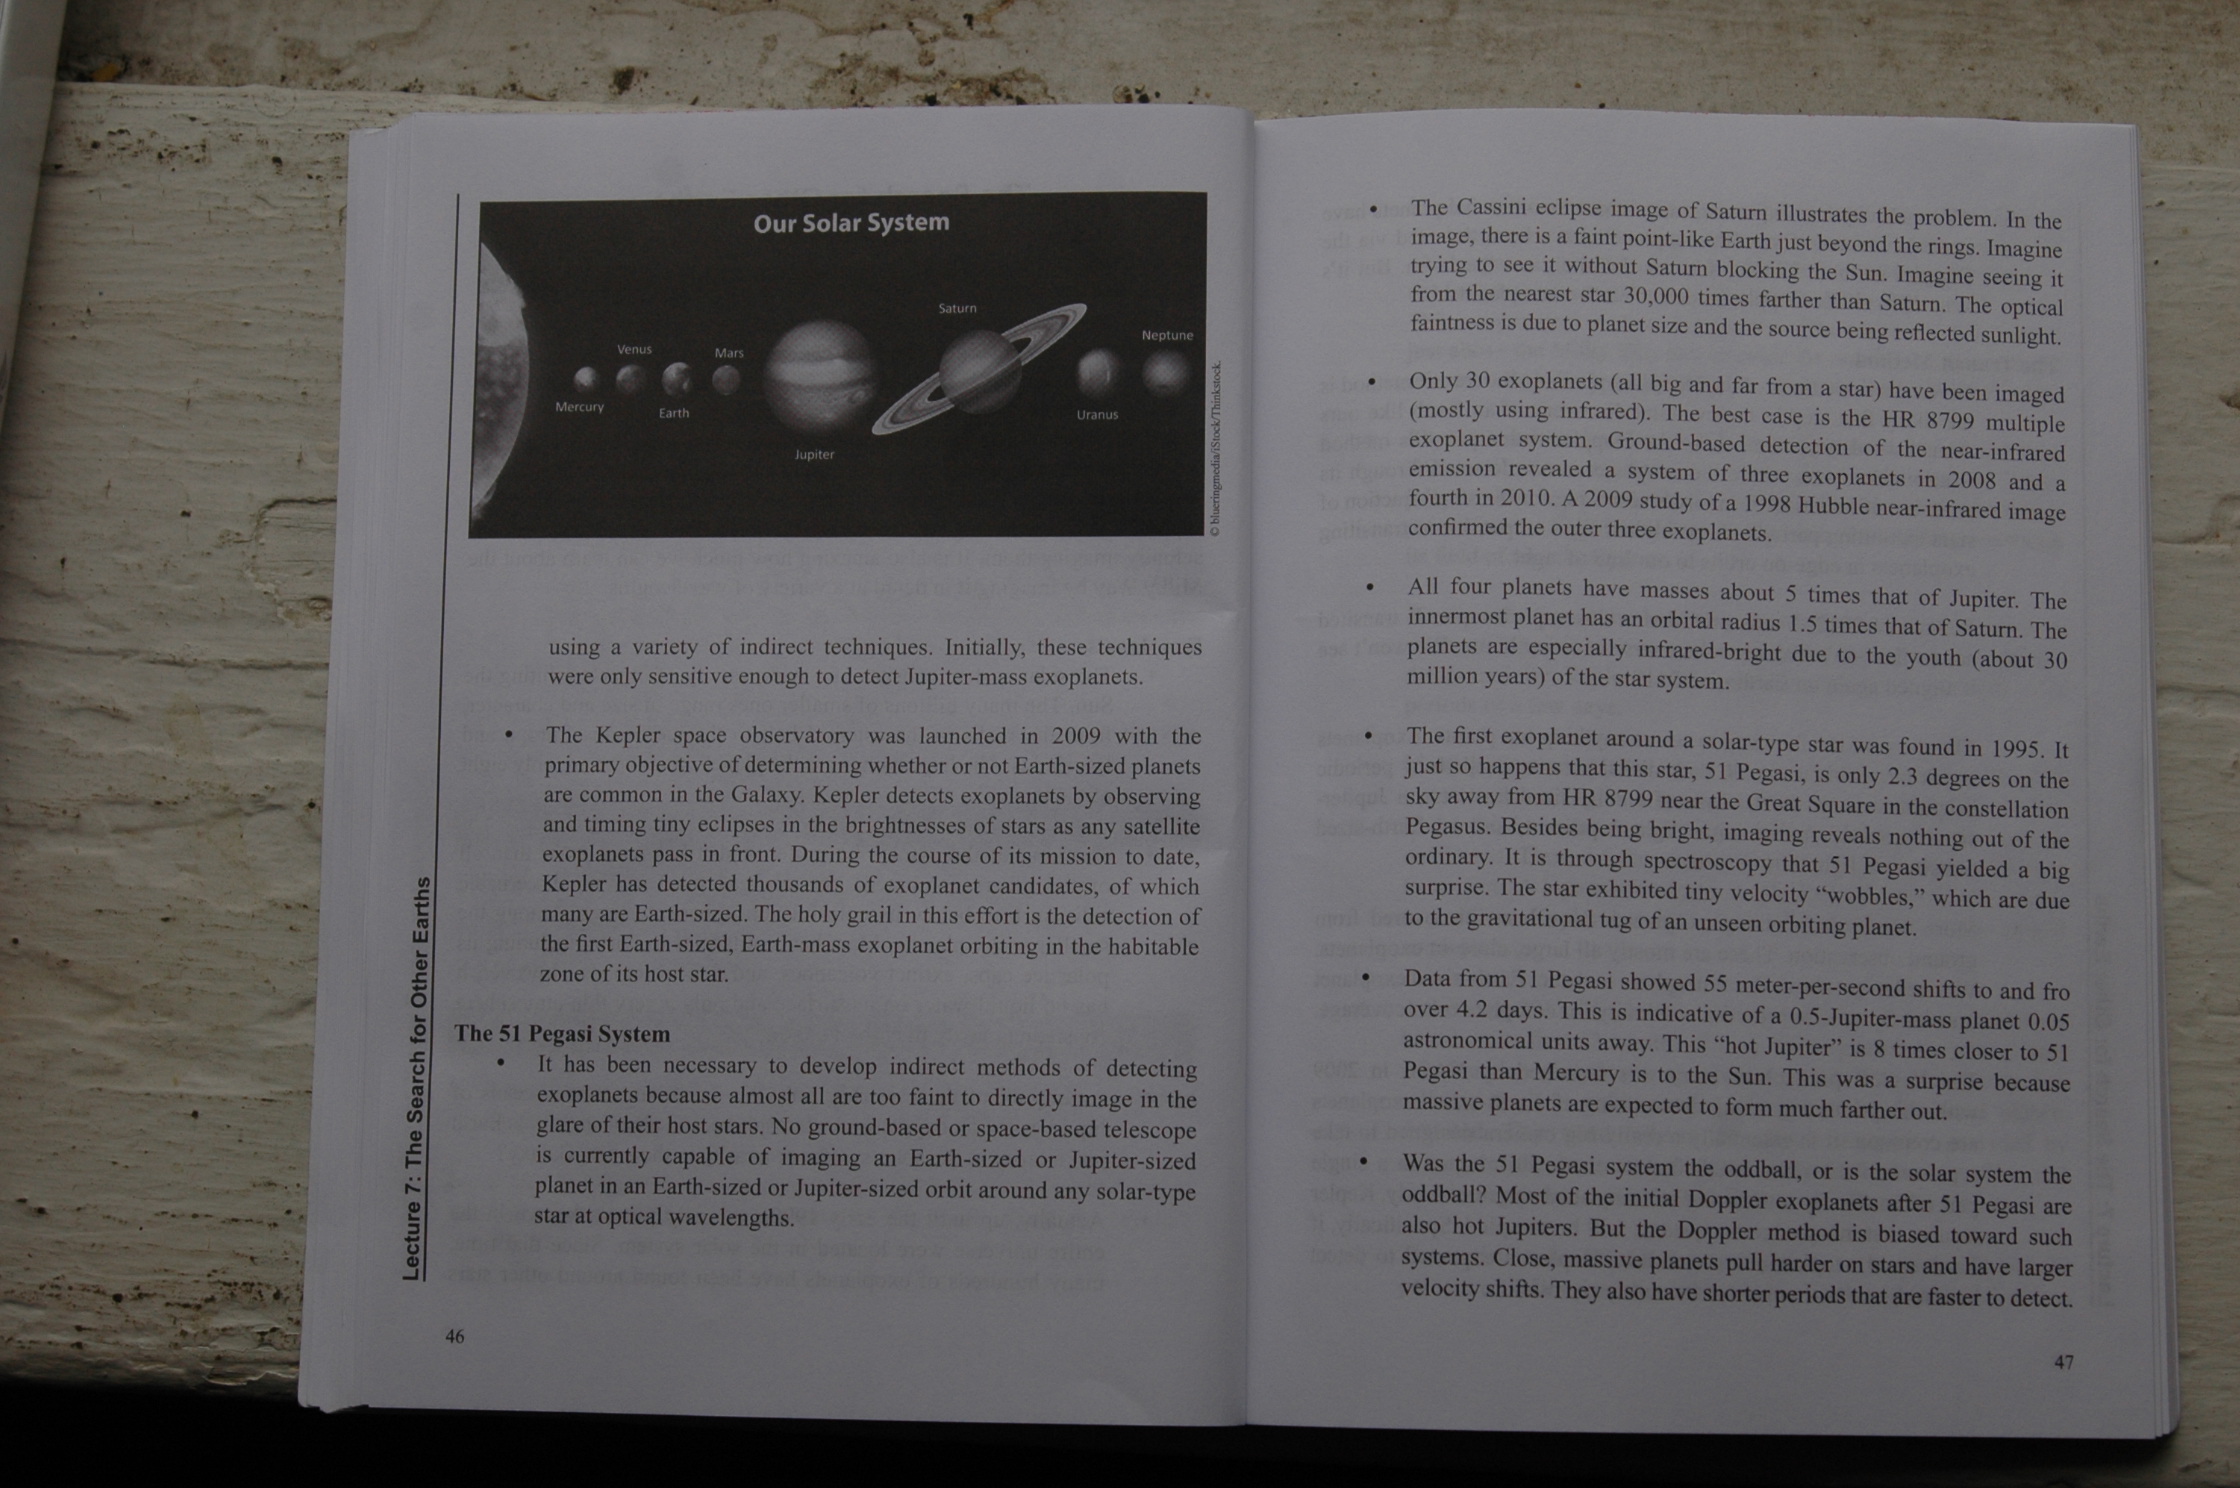 Our Solar System
Saturn
Neptune
Venus
Mars
Mercury
Earth
Uranus
Jupiter
© blueringmedia/iStock/Thinkstock.
using a variety of indirect techniques. Initially, these techniques
were only sensitive enough to detect Jupiter-mass exoplanets.
• The Kepler space observatory was launched in 2009 with the
primary objective of determining whether or not Earth-sized planets
are common in the Galaxy. Kepler detects exoplanets by observing
and timing tiny eclipses in the brightnesses of stars as any satellite
exoplanets pass in front. During the course of its mission to date,
Kepler has detected thousands of exoplanet candidates, of which
many are Earth-sized. The holy grail in this effort is the detection of
the first Earth-sized, Earth-mass exoplanet orbiting in the habitable
zone of its host star.
The 51 Pegasi System
• It has been necessary to develop indirect methods of detecting
exoplanets because almost all are too faint to directly image in the
glare of their host stars. No ground-based or space-based telescope
is currently capable of imaging an Earth-sized or Jupiter-sized
planet in an Earth-sized or Jupiter-sized orbit around any solar-type
star at optical wavelengths.
Lecture 7: The Search for Other Earths
46
• The Cassini eclipse image of Saturn illustrates the problem. In the
image, there is a faint point-like Earth just beyond the rings. Imagine
trying to see it without Saturn blocking the Sun. Imagine seeing it
from the nearest star 30,000 times farther than Saturn. The optical
faintness is due to planet size and the source being reflected sunlight.
• Only 30 exoplanets (all big and far from a star) have been imaged
(mostly using infrared). The best case is the HR 8799 multiple
exoplanet system. Ground-based detection of the near-infrared
emission revealed a system of three exoplanets in 2008 and a
fourth in 2010. A 2009 study of a 1998 Hubble near-infrared image
confirmed the outer three exoplanets.
• All four planets have masses about 5 times that of Jupiter. The
innermost planet has an orbital radius 1.5 times that of Saturn. The
planets are especially infrared-bright due to the youth (about 30
million years) of the star system.
• The first exoplanet around a solar-type star was found in 1995. It
just so happens that this star, 51 Pegasi, is only 2.3 degrees on the
sky away from HR 8799 near the Great Square in the constellation
Pegasus. Besides being bright, imaging reveals nothing out of the
ordinary. It is through spectroscopy that 51 Pegasi yielded a big
surprise. The star exhibited tiny velocity “wobbles,” which are due
to the gravitational tug of an unseen orbiting planet.
• Data from 51 Pegasi showed 55 meter-per-second shifts to and fro
over 4.2 days. This is indicative of a 0.5-Jupiter-mass planet 0.05
astronomical units away. This “hot Jupiter” is 8 times closer to 51
Pegasi than Mercury is to the Sun. This was a surprise because
massive planets are expected to form much farther out.
• Was the 51 Pegasi system the oddball, or is the solar system the
oddball? Most of the initial Doppler exoplanets after 51 Pegasi are
also hot Jupiters. But the Doppler method is biased toward such
systems. Close, massive planets pull harder on stars and have larger
velocity shifts. They also have shorter periods that are faster to detect.
47